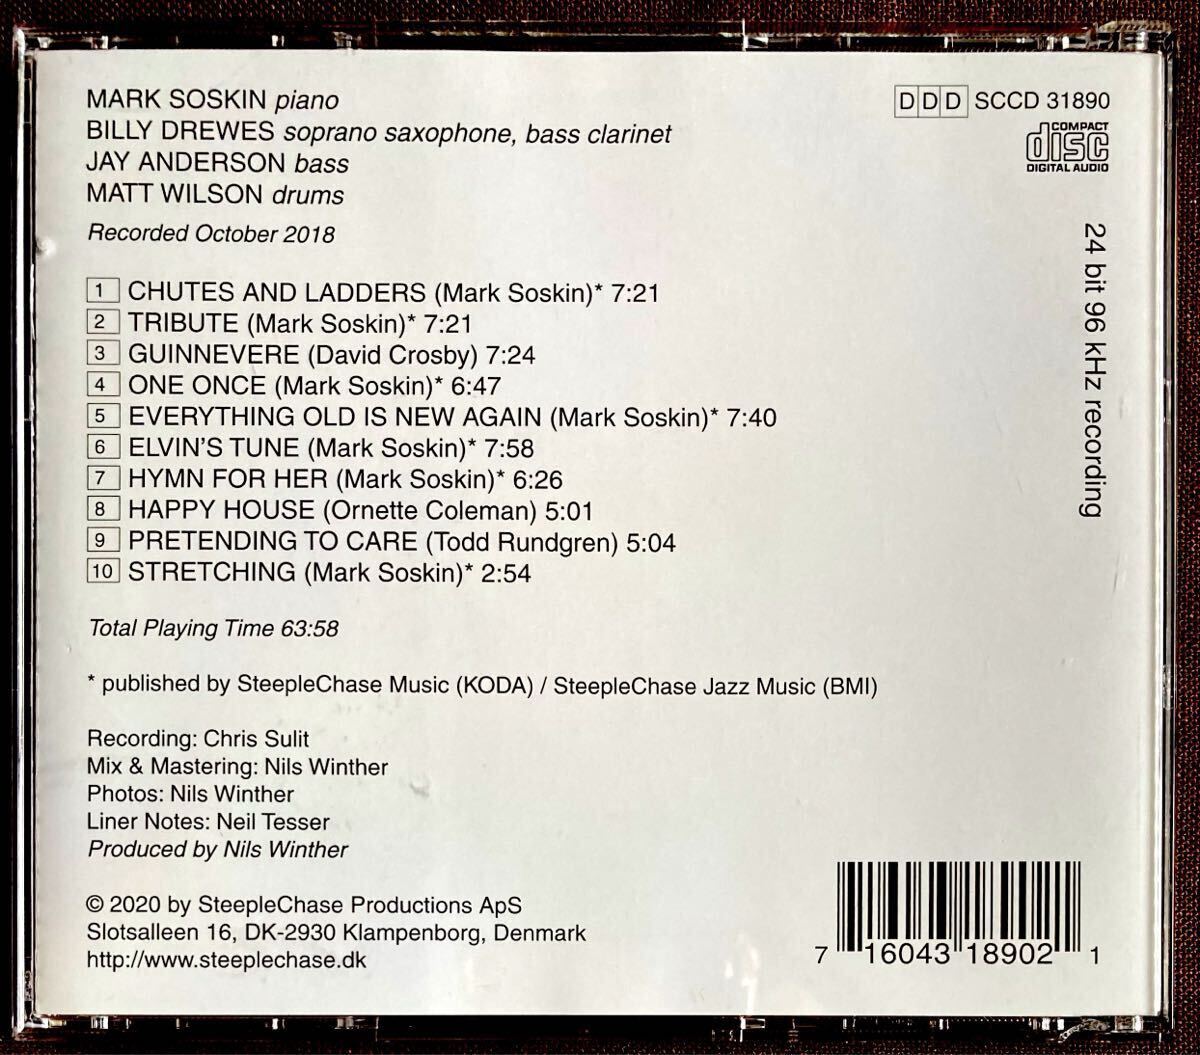 MARK SOSKIN piano
BILLY DREWES soprano saxophone, bass clarinet
JAY ANDERSON bass
MATT WILSON drums
Recorded October 2018
DDD SCCD 31890
COMPACT
disc
DIGITAL AUDIO
24 bit 96 kHz recording
1 CHUTES AND LADDERS (Mark Soskin)* 7:21
2 TRIBUTE (Mark Soskin)* 7:21
3 GUINNEVERE (David Crosby) 7:24
4 ONE ONCE (Mark Soskin)* 6:47
5 EVERYTHING OLD IS NEW AGAIN (Mark Soskin)* 7:40
6 ELVIN'S TUNE (Mark Soskin)* 7:58
7 HYMN FOR HER (Mark Soskin)* 6:26
8 HAPPY HOUSE (Ornette Coleman) 5:01
9 PRETENDING TO CARE (Todd Rundgren) 5:04
10 STRETCHING (Mark Soskin)* 2:54
Total Playing Time 63:58
* published by SteepleChase Music (KODA) / SteepleChase Jazz Music (BMI)
Recording: Chris Sulit
Mix & Mastering: Nils Winther
Photos: Nils Winther
Liner Notes: Neil Tesser
Produced by Nils Winther
© 2020 by SteepleChase Productions ApS
Slotsalleen 16, DK-2930 Klampenborg, Denmark
http://www.steeplechase.dk
7 16043 18902 1